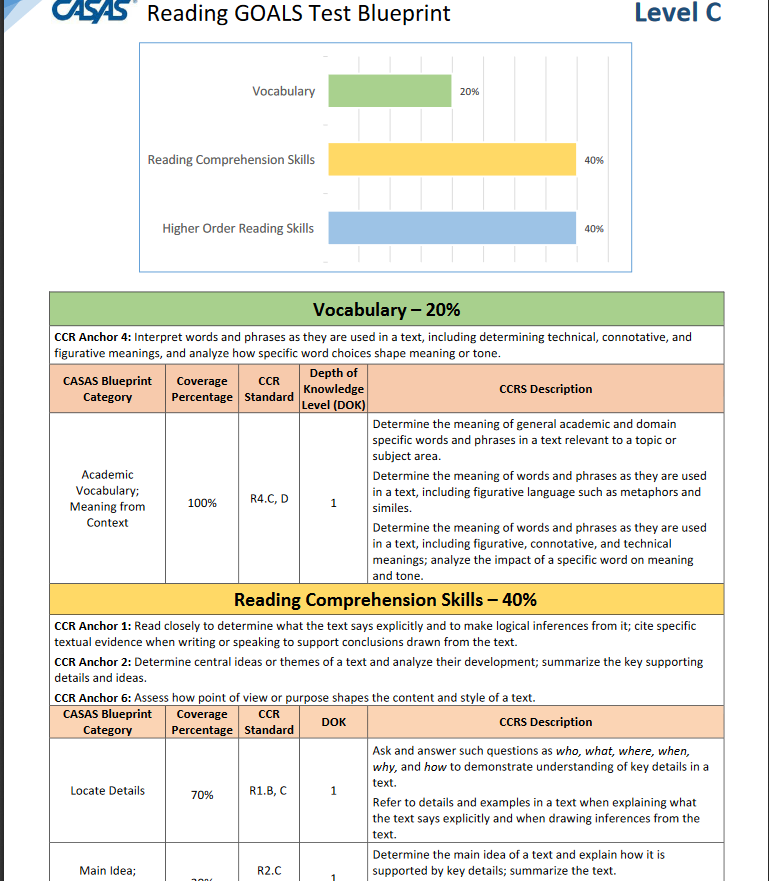 CASAS Reading GOALS Test Blueprint Level C
Vocabulary 20%
Reading Comprehension Skills 40%
Higher Order Reading Skills 40%
Vocabulary – 20%
CCR Anchor 4: Interpret words and phrases as they are used in a text, including determining technical, connotative, and
figurative meanings, and analyze how specific word choices shape meaning or tone.
CASAS Blueprint
Category
Coverage
Percentage
CCR
Standard
Depth of
Knowledge
Level (DOK)
CCRS Description
Academic
Vocabulary;
Meaning from
Context
100%
R4.C, D
1
Determine the meaning of general academic and domain
specific words and phrases in a text relevant to a topic or
subject area.
Determine the meaning of words and phrases as they are used
in a text, including figurative language such as metaphors and
similes.
Determine the meaning of words and phrases as they are used
in a text, including figurative, connotative, and technical
meanings; analyze the impact of a specific word on meaning
and tone.
Reading Comprehension Skills – 40%
CCR Anchor 1: Read closely to determine what the text says explicitly and to make logical inferences from it; cite specific
textual evidence when writing or speaking to support conclusions drawn from the text.
CCR Anchor 2: Determine central ideas or themes of a text and analyze their development; summarize the key supporting
details and ideas.
CCR Anchor 6: Assess how point of view or purpose shapes the content and style of a text.
CASAS Blueprint
Category
Coverage
Percentage
CCR
Standard
DOK
CCRS Description
Locate Details
70%
R1.B, C
1
Ask and answer such questions as who, what, where, when,
why, and how to demonstrate understanding of key details in a
text.
Refer to details and examples in a text when explaining what
the text says explicitly and when drawing inferences from the
text.
Main Idea;
R2.C
1
Determine the main idea of a text and explain how it is
supported by key details; summarize the text.